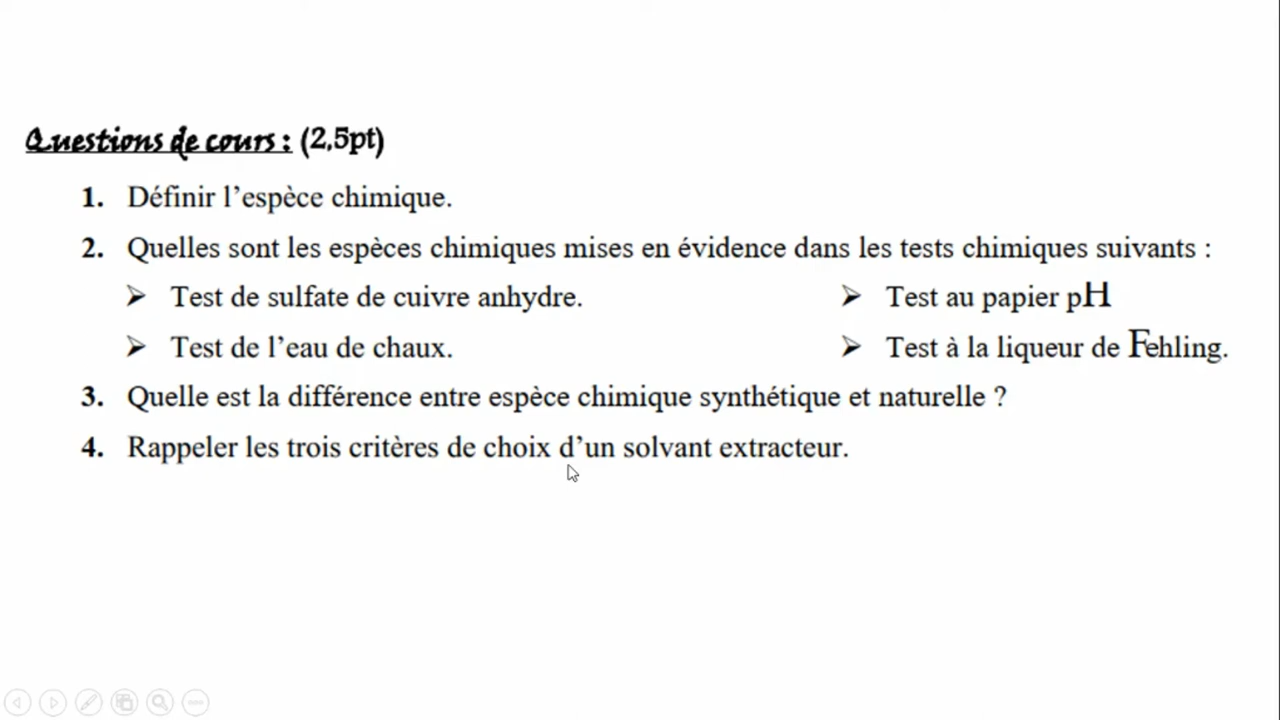 Questions de cours : (2,5pt)
1. Définir l’espèce chimique.
2. Quelles sont les espèces chimiques mises en évidence dans les tests chimiques suivants :
➢ Test de sulfate de cuivre anhydre. ➢ Test au papier pH
➢ Test de l’eau de chaux. ➢ Test à la liqueur de Fehling.
3. Quelle est la différence entre espèce chimique synthétique et naturelle ?
4. Rappeler les trois critères de choix d’un solvant extracteur.